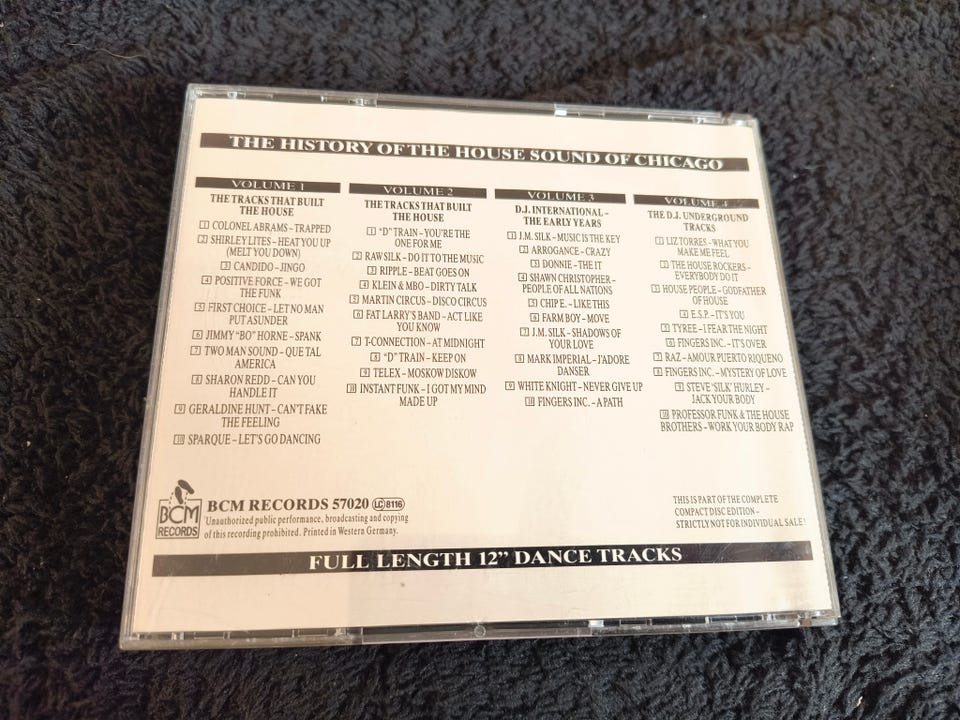 THE HISTORY OF THE HOUSE SOUND OF CHICAGO
VOLUME 1
THE TRACKS THAT BUILT
THE HOUSE
1 COLONEL ABRAMS – TRAPPED
2 SHIRLEY LITES – HEAT YOU UP
(MELT YOU DOWN)
3 CANDIDO – JINGO
4 POSITIVE FORCE – WE GOT
THE FUNK
5 FIRST CHOICE – LET NO MAN
PUT ASUNDER
6 JIMMY "BO" HORNE – SPANK
7 TWO MAN SOUND – QUE TAL
AMERICA
8 SHARON REDD – CAN YOU
HANDLE IT
9 GERALDINE HUNT – CAN'T FAKE
THE FEELING
10 SPARQUE – LET'S GO DANCING
VOLUME 2
THE TRACKS THAT BUILT
THE HOUSE
1 "D" TRAIN – YOU'RE THE
ONE FOR ME
2 RAW SILK – DO IT TO THE MUSIC
3 RIPPLE – BEAT GOES ON
4 KLEIN & MBO – DIRTY TALK
5 MARTIN CIRCUS – DISCO CIRCUS
6 FAT LARRY'S BAND – ACT LIKE
YOU KNOW
7 T-CONNECTION – AT MIDNIGHT
8 "D" TRAIN – KEEP ON
9 TELEX – MOSKOW DISKOW
10 INSTANT FUNK – I GOT MY MIND
MADE UP
VOLUME 3
D.J. INTERNATIONAL –
THE EARLY YEARS
1 J.M. SILK – MUSIC IS THE KEY
2 ARROGANCE – CRAZY
3 DONNIE – THE IT
4 SHAWN CHRISTOPHER –
PEOPLE OF ALL NATIONS
5 CHIP E. – LIKE THIS
6 FARM BOY – MOVE
7 J.M. SILK – SHADOWS OF
YOUR LOVE
8 MARK IMPERIAL – J'ADORE
DANSER
9 WHITE KNIGHT – NEVER GIVE UP
10 FINGERS INC. – A PATH
VOLUME 4
THE D.J. UNDERGROUND
TRACKS
1 LIZ TORRES – WHAT YOU
MAKE ME FEEL
2 THE HOUSE ROCKERS –
EVERYBODY DO IT
3 HOUSE PEOPLE – GODFATHER
OF HOUSE
4 E.S.P. – IT'S YOU
5 TYREE – I FEAR THE NIGHT
6 FINGERS INC. – IT'S OVER
7 RAZ – AMOUR PUERTO RIQUENO
8 FINGERS INC. – MYSTERY OF LOVE
9 STEVE 'SILK' HURLEY –
JACK YOUR BODY
10 PROFESSOR FUNK & THE HOUSE
BROTHERS – WORK YOUR BODY RAP
BCM
RECORDS
BCM RECORDS 57020 LC 8116
Unauthorized public performance, broadcasting and copying
of this recording prohibited. Printed in Western Germany.
THIS IS PART OF THE COMPLETE
COMPACT DISC EDITION –
STRICTLY NOT FOR INDIVIDUAL SALE!
FULL LENGTH 12" DANCE TRACKS